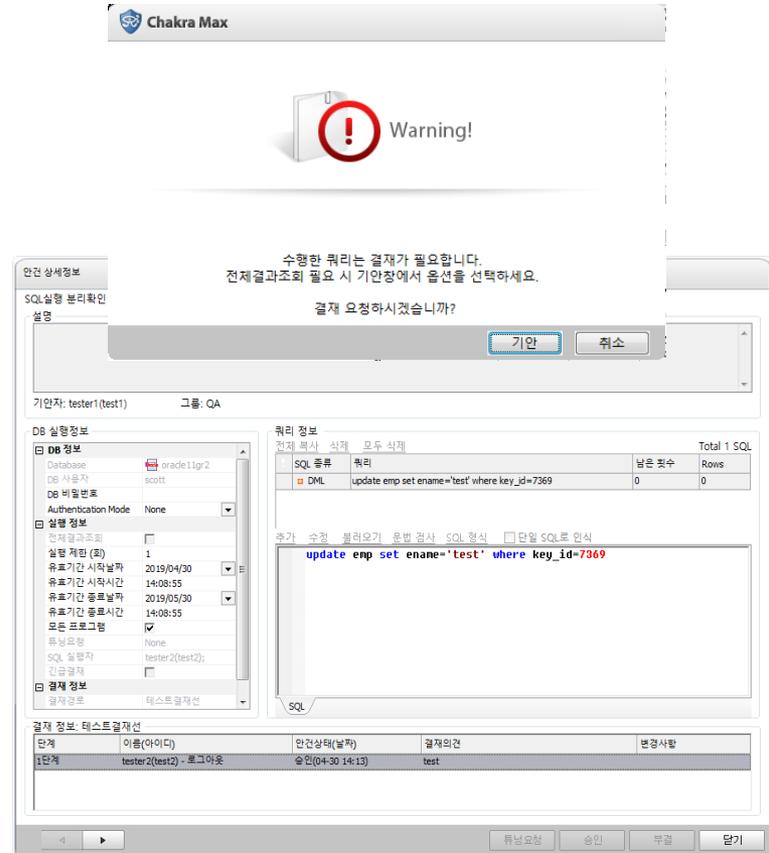 Chakra Max
Warning!
수행한 쿼리는 결재가 필요합니다.
전체결과조회 필요 시 기안창에서 옵션을 선택하세요.
결재 요청하시겠습니까?
기안 취소
안건 상세정보
SQL실행 분리확인
설명
기안자: tester1(test1) 그룹: QA
DB 실행정보
DB 정보
Database oracle11gr2
DB 사용자 scott
DB 비밀번호
Authentication Mode None
실행 정보
전체결과조회
실행 제한 (회) 1
유효기간 시작날짜 2019/04/30
유효기간 시작시간 14:08:55
유효기간 종료날짜 2019/05/30
유효기간 종료시간 14:08:55
모든 프로그램
튜닝요청 None
SQL 실행자 tester2(test2);
긴급결재
결재 정보
결재경로 테스트결재선
쿼리 정보
전체 복사 삭제 모두 삭제 Total 1 SQL
SQL 종류 쿼리 남은 횟수 Rows
DML update emp set ename='test' where key_id=7369 0 0
추가 수정 불러오기 문법 검사 SQL 형식 단일 SQL로 인식
update emp set ename='test' where key_id=7369
SQL
결재 정보: 테스트결재선
단계 이름(아이디) 안건상태(날짜) 결재의견 변경사항
1단계 tester2(test2) - 로그아웃 승인(04-30 14:13) test
튜닝요청 승인 부결 닫기